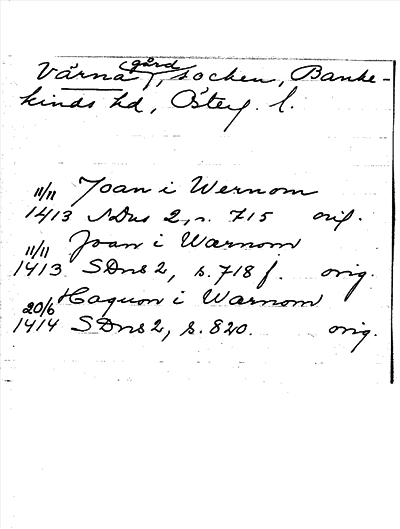 Värna (gård), socken, Banke-
kinds hd, Österg. l.
Joan i Wernom
11/11 1413 SDns 2, s. 715 orig.
Joan i Warnom
11/11 1413 SDns 2, s. 718 f. orig.
Haquon i Warnom
20/6 1414 SDns 2, s. 820. orig.